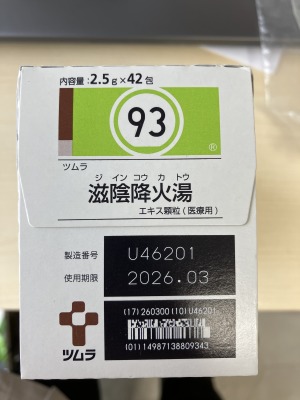 内容量:2.5g×42包
93
®
ツムラ
ジ イン コウ カ トウ
滋陰降火湯
エキス顆粒(医療用)
製造番号 U46201
使用期限 2026.03
ツムラ
(17)260300(10)U46201
(01)14987138809343